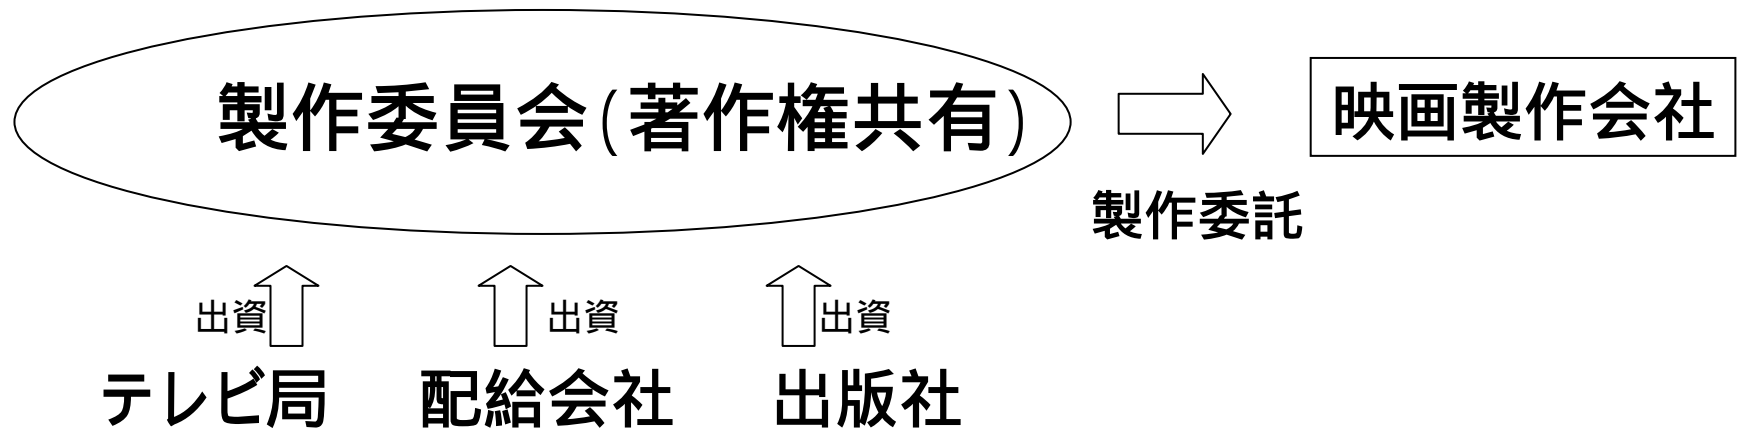 製作委員会(著作権共有)
映画製作会社
製作委託
出資 出資 出資
テレビ局 配給会社 出版社